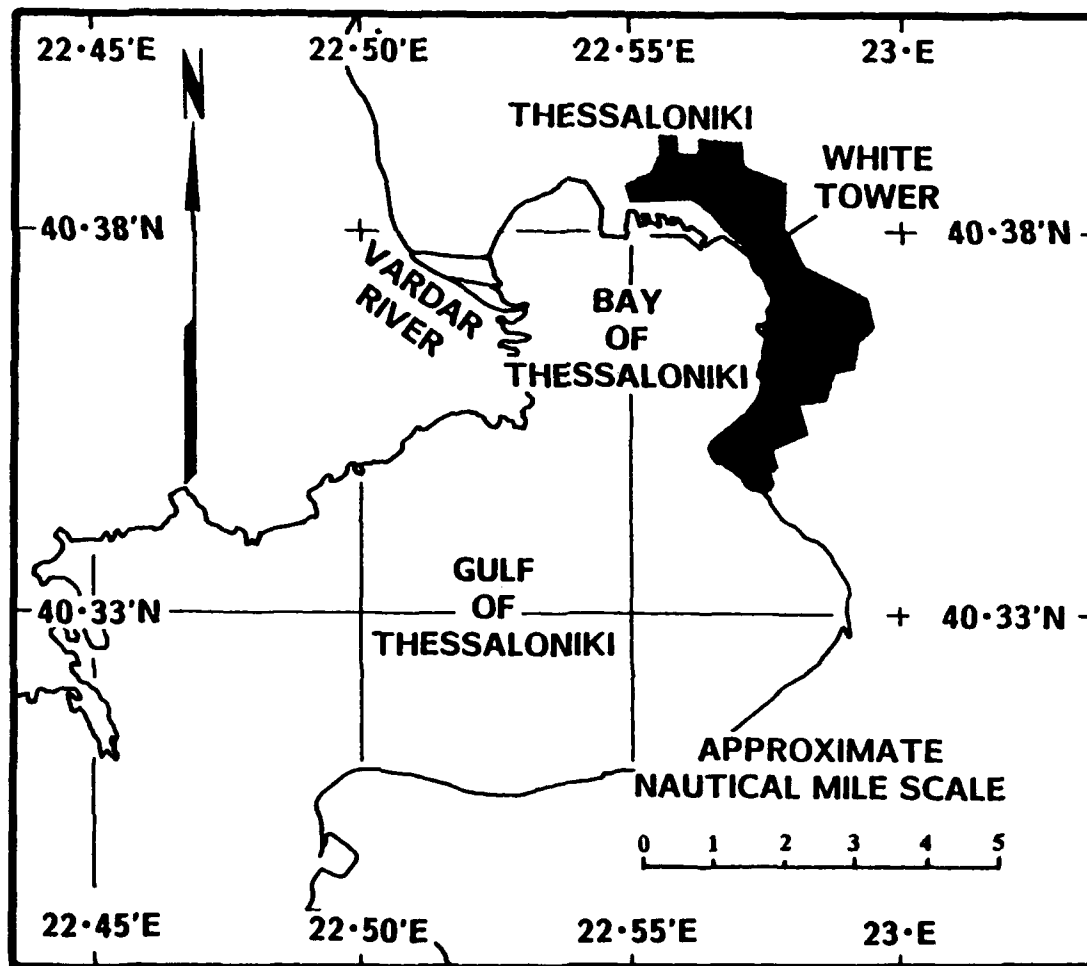 22·45'E 22·50'E 22·55'E 23·E
N
THESSALONIKI
WHITE
TOWER
40·38'N 40·38'N
VARDAR
RIVER
BAY
OF
THESSALONIKI
GULF
OF
THESSALONIKI
40·33'N 40·33'N
APPROXIMATE
NAUTICAL MILE SCALE
0 1 2 3 4 5
22·45'E 22·50'E 22·55'E 23·E